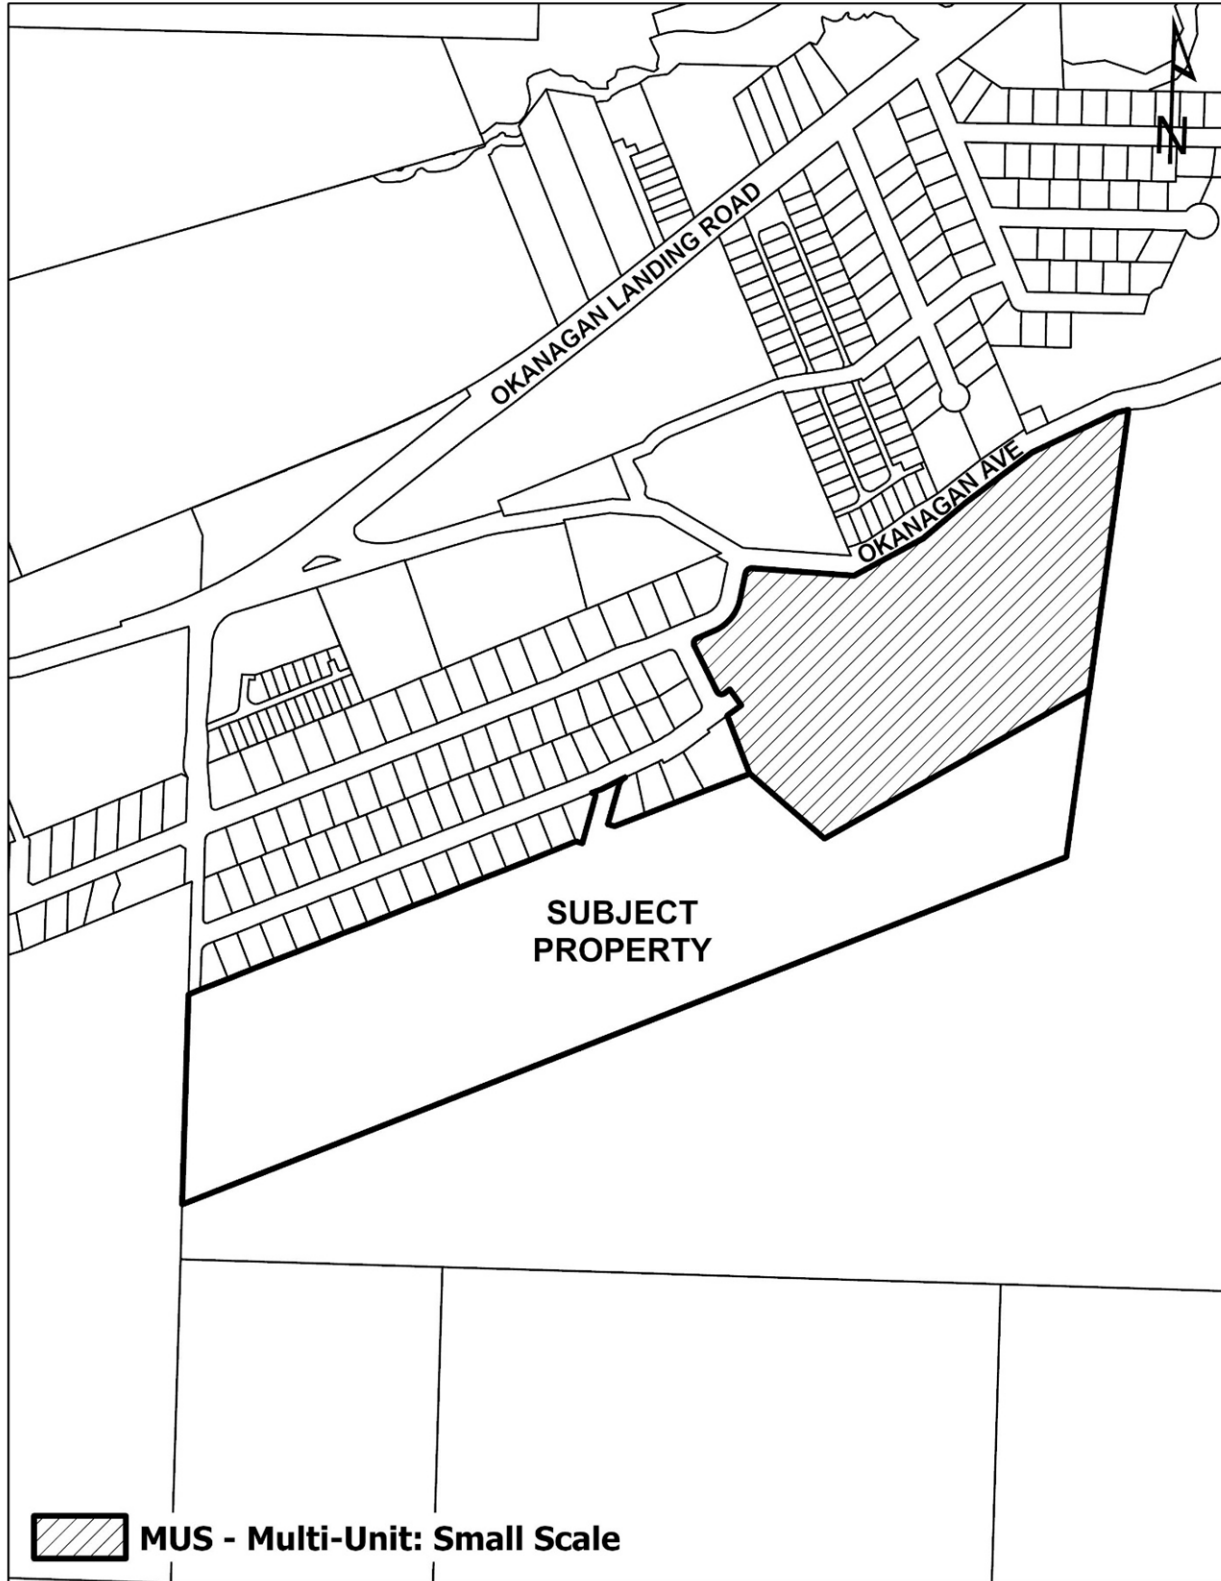 N
OKANAGAN LANDING ROAD
OKANAGAN AVE
SUBJECT
PROPERTY
MUS - Multi-Unit: Small Scale